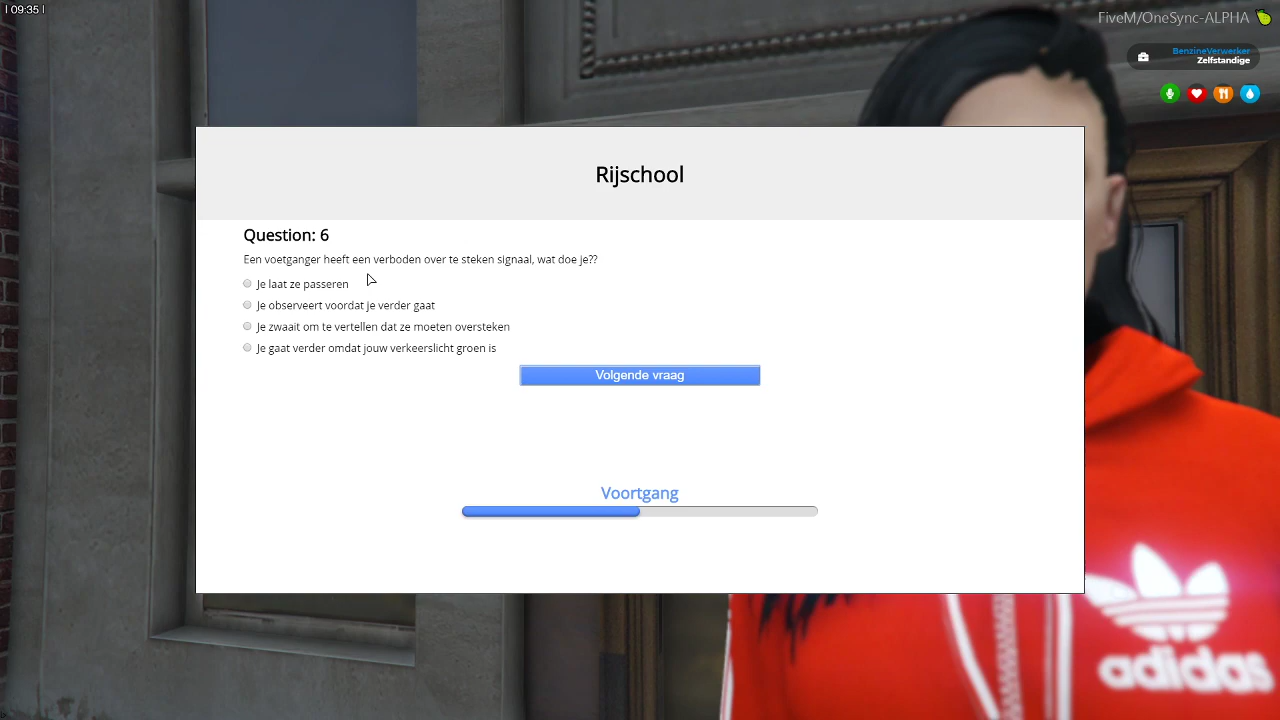 | 09:35 |
FiveM/OneSync-ALPHA
BenzineVerwerker
Zelfstandige
Rijschool
Question: 6
Een voetganger heeft een verboden over te steken signaal, wat doe je??
Je laat ze passeren
Je observeert voordat je verder gaat
Je zwaait om te vertellen dat ze moeten oversteken
Je gaat verder omdat jouw verkeerslicht groen is
Volgende vraag
Voortgang
adidas